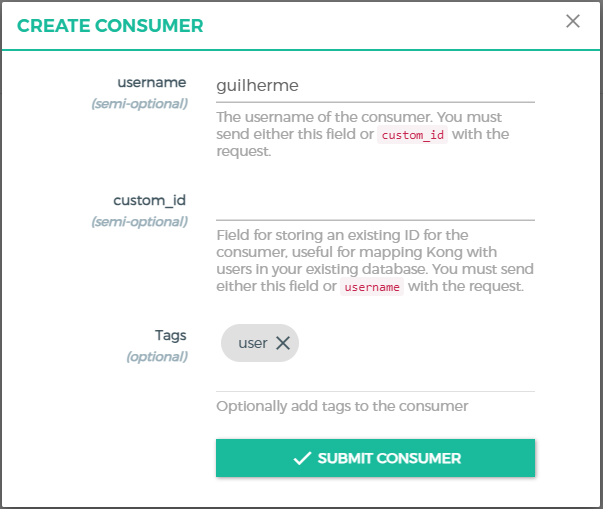 CREATE CONSUMER
username
(semi-optional)
guilherme
The username of the consumer. You must
send either this field or custom_id with the
request.
custom_id
(semi-optional)
Field for storing an existing ID for the
consumer, useful for mapping Kong with
users in your existing database. You must send
either this field or username with the request.
Tags
(optional)
user
Optionally add tags to the consumer
SUBMIT CONSUMER